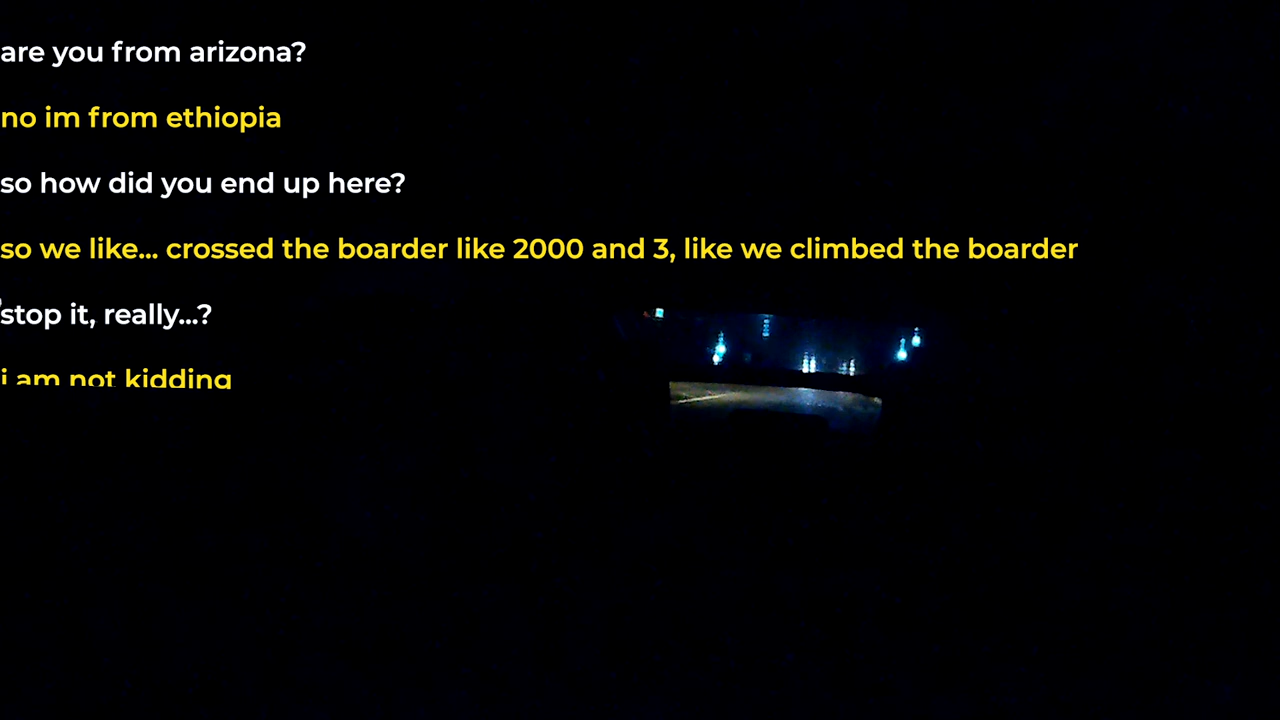 are you from arizona?
no im from ethiopia
so how did you end up here?
so we like... crossed the boarder like 2000 and 3, like we climbed the boarder
stop it, really...?
i am not kidding